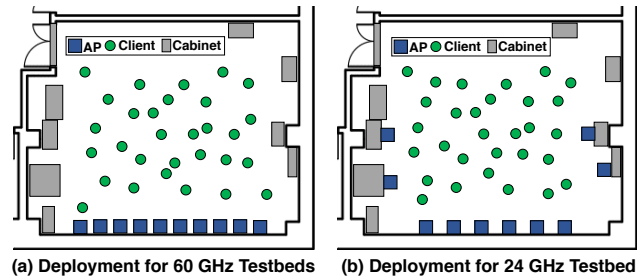 AP Client Cabinet
AP Client Cabinet
(a) Deployment for 60 GHz Testbeds
(b) Deployment for 24 GHz Testbed